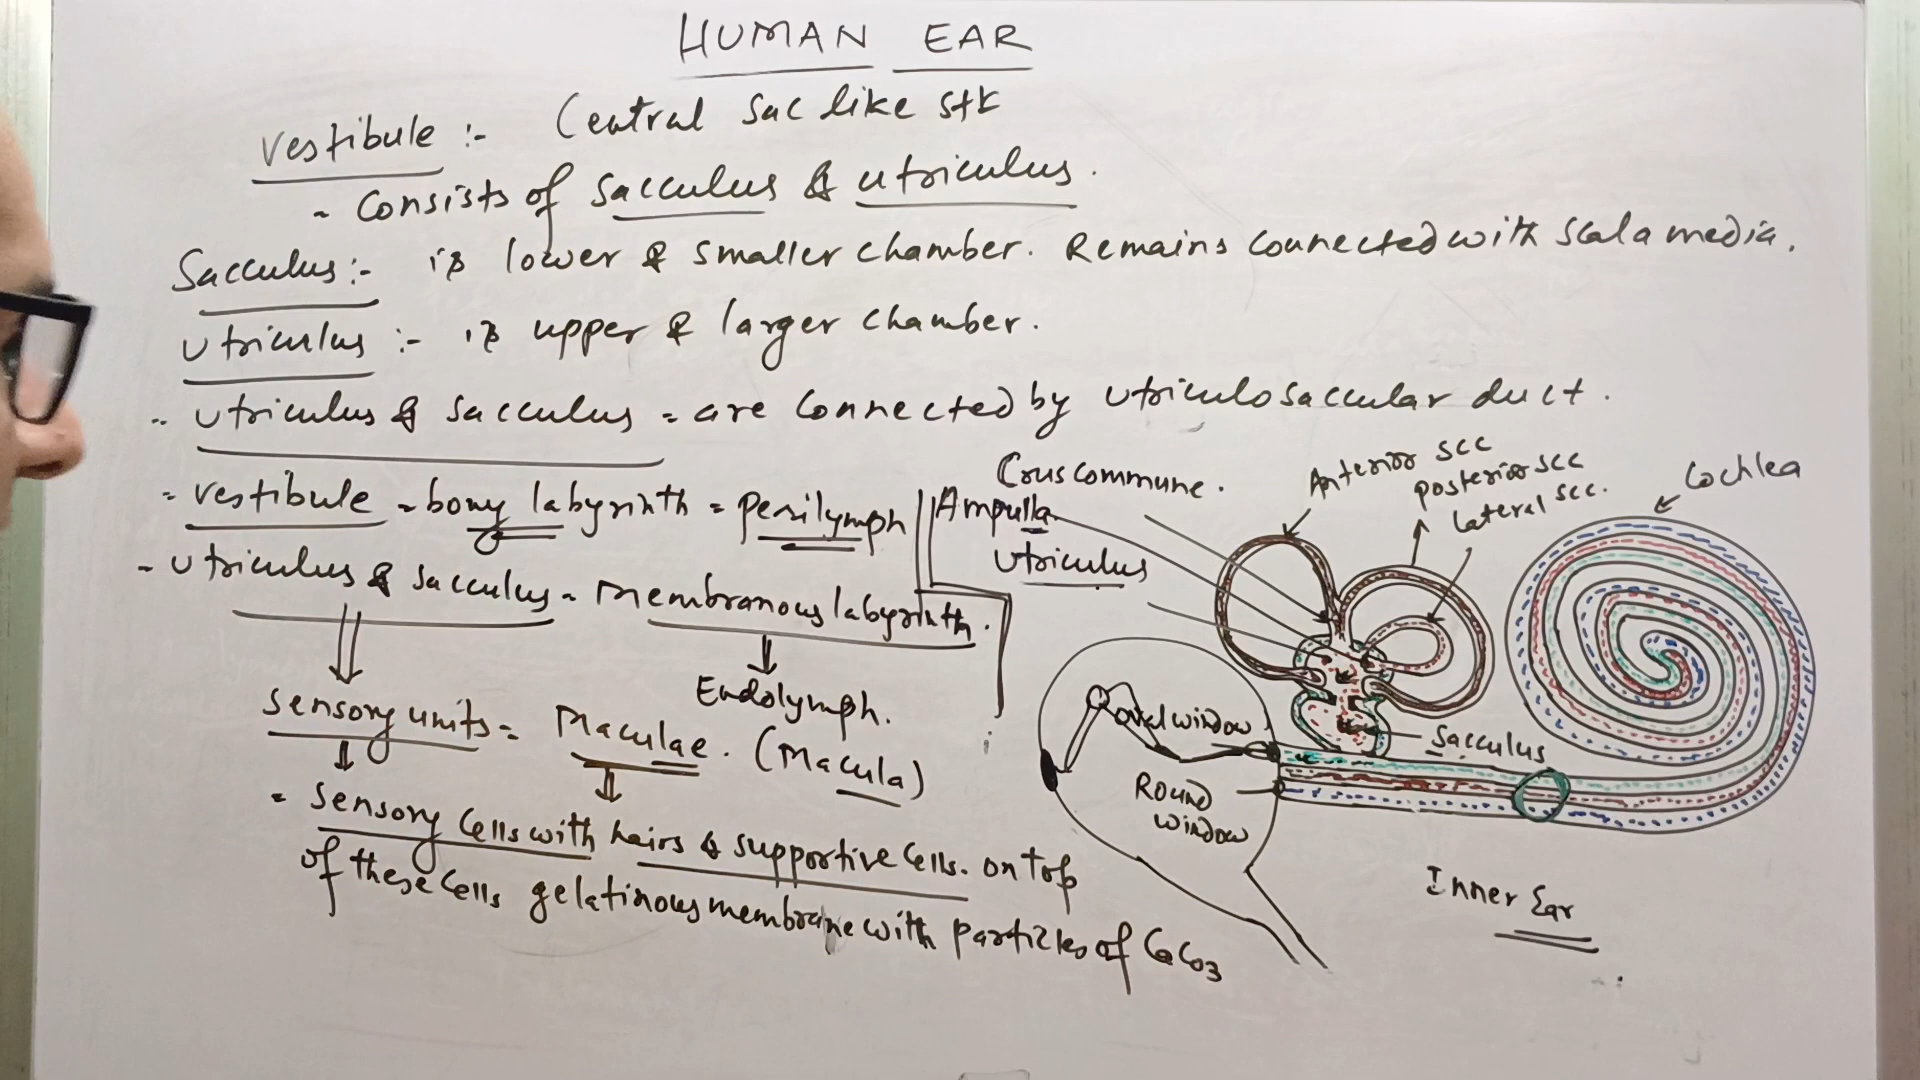 HUMAN EAR
Vestibule :- Central Sac like stR
- Consists of Sacculus & utriculus.
Sacculus :- is lower & smaller chamber. Remains connected with Scala media.
Utriculus :- is upper & larger chamber.
- Utriculus & Sacculus - are connected by Utriculosaccular duct.
- Vestibule - bony labyrinth = perilymph
- Utriculus & Sacculus - Membranous labyrinth.
Endolymph.
Sensory units = Maculae. (Macula)
- Sensory cells with hairs & supportive cells. on top
of these cells gelatinous membrane with particles of CaCO3
Crus commune.
Ampulla
Utriculus
Anterior SCC
posterior SCC
lateral SCC.
Cochlea
oval window
Sacculus
Round
window
Inner Ear